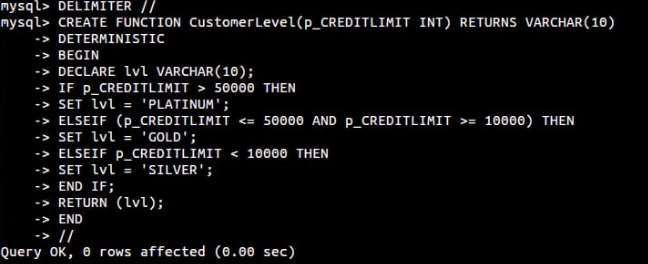 mysql> DELIMITER //
mysql> CREATE FUNCTION CustomerLevel(p_CREDITLIMIT INT) RETURNS VARCHAR(10)
    -> DETERMINISTIC
    -> BEGIN
    -> DECLARE lvl VARCHAR(10);
    -> IF p_CREDITLIMIT > 50000 THEN
    -> SET lvl = 'PLATINUM';
    -> ELSEIF (p_CREDITLIMIT <= 50000 AND p_CREDITLIMIT >= 10000) THEN
    -> SET lvl = 'GOLD';
    -> ELSEIF p_CREDITLIMIT < 10000 THEN
    -> SET lvl = 'SILVER';
    -> END IF;
    -> RETURN (lvl);
    -> END
    -> //
Query OK, 0 rows affected (0.00 sec)